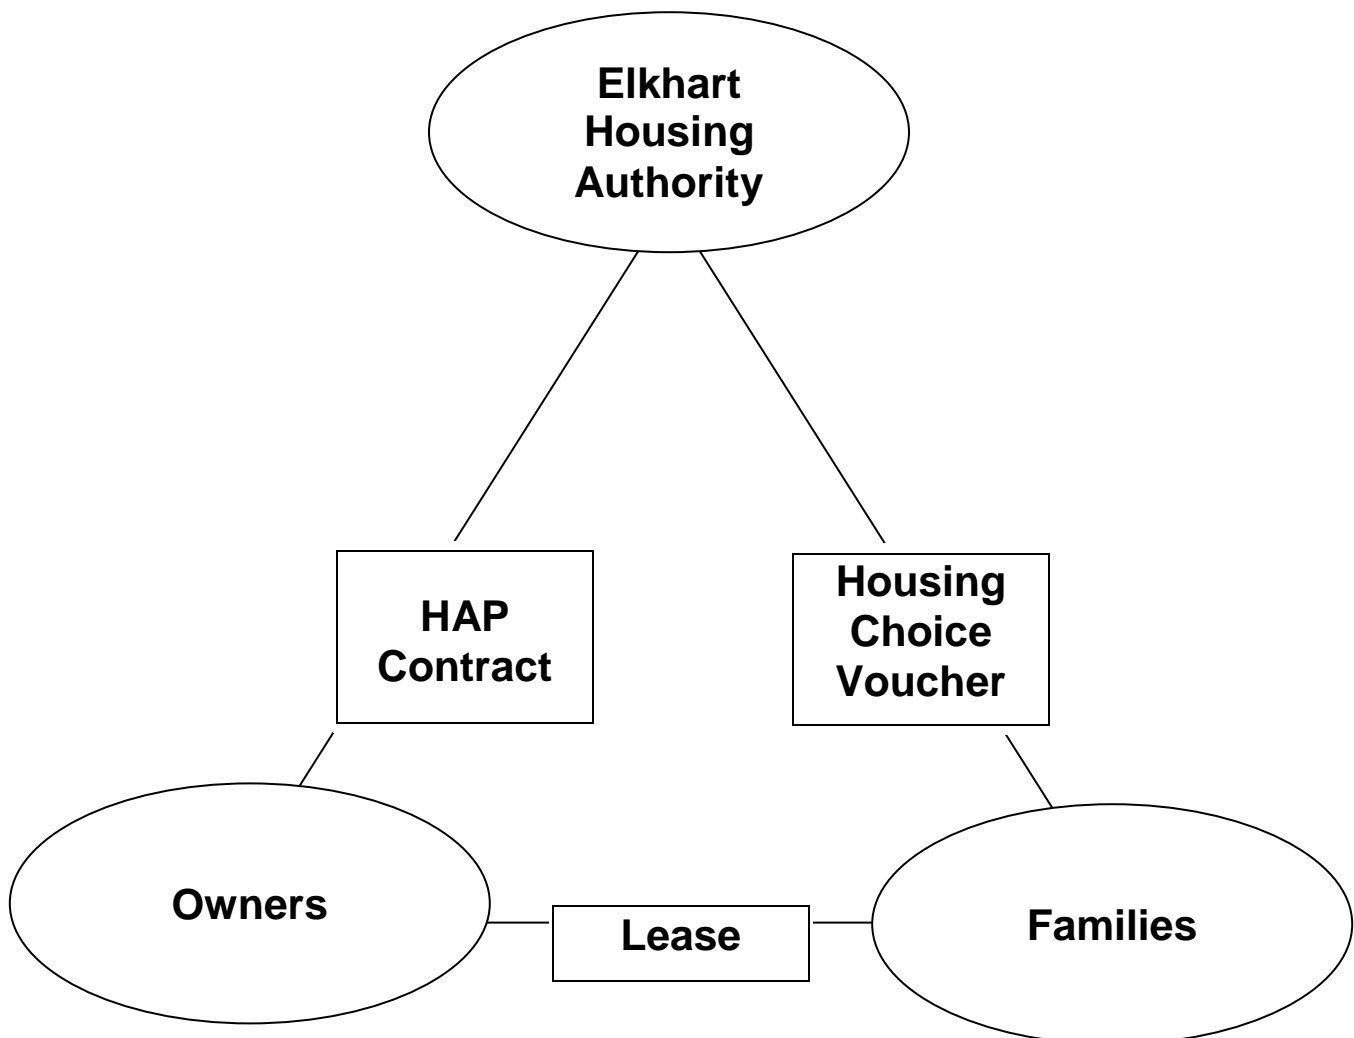 Elkhart
Housing
Authority
HAP
Contract
Housing
Choice
Voucher
Owners
Lease
Families